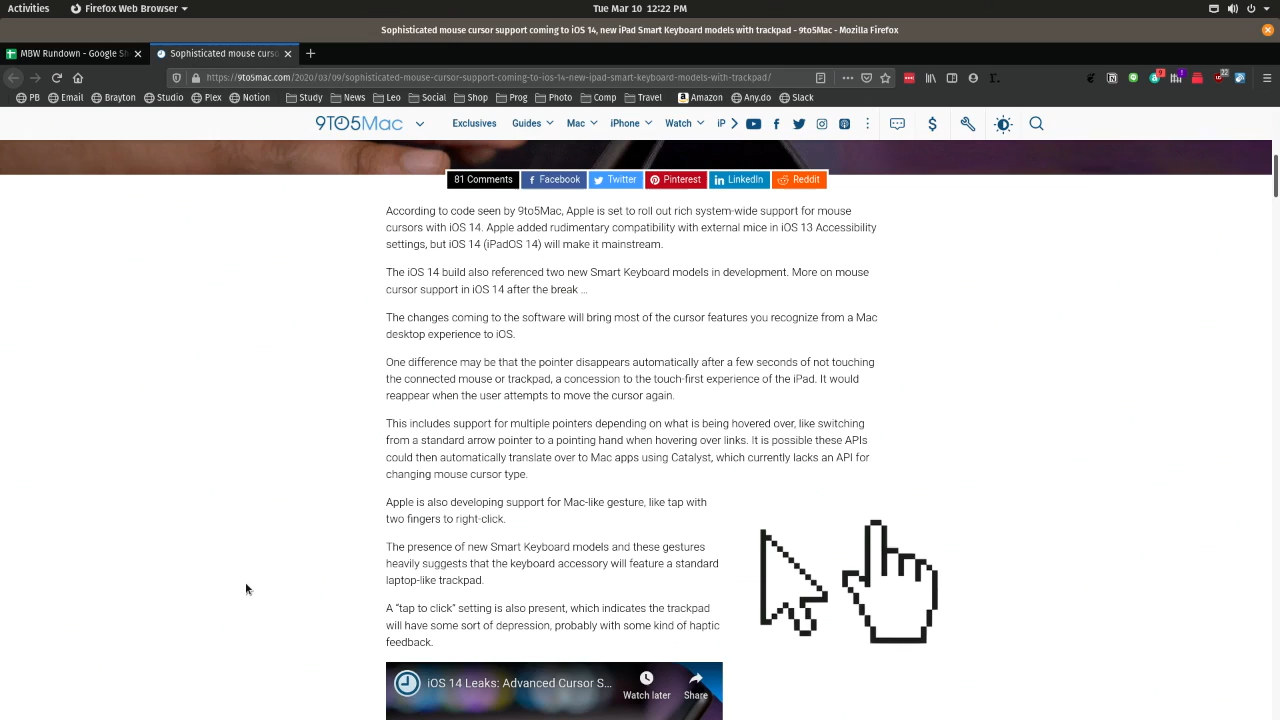 Activities
Firefox Web Browser
Tue Mar 10 12:22 PM
Sophisticated mouse cursor support coming to iOS 14, new iPad Smart Keyboard models with trackpad - 9to5Mac - Mozilla Firefox
MBW Rundown - Google Sh
Sophisticated mouse curso
https://9to5mac.com/2020/03/09/sophisticated-mouse-cursor-support-coming-to-ios-14-new-ipad-smart-keyboard-models-with-trackpad/
PB Email Brayton Studio Plex Notion Study News Leo Social Shop Prog Photo Comp Travel Amazon Any.do Slack
9TO5Mac Exclusives Guides Mac iPhone Watch iP
81 Comments Facebook Twitter Pinterest LinkedIn Reddit
According to code seen by 9to5Mac, Apple is set to roll out rich system-wide support for mouse
cursors with iOS 14. Apple added rudimentary compatibility with external mice in iOS 13 Accessibility
settings, but iOS 14 (iPadOS 14) will make it mainstream.
The iOS 14 build also referenced two new Smart Keyboard models in development. More on mouse
cursor support in iOS 14 after the break …
The changes coming to the software will bring most of the cursor features you recognize from a Mac
desktop experience to iOS.
One difference may be that the pointer disappears automatically after a few seconds of not touching
the connected mouse or trackpad, a concession to the touch-first experience of the iPad. It would
reappear when the user attempts to move the cursor again.
This includes support for multiple pointers depending on what is being hovered over, like switching
from a standard arrow pointer to a pointing hand when hovering over links. It is possible these APIs
could then automatically translate over to Mac apps using Catalyst, which currently lacks an API for
changing mouse cursor type.
Apple is also developing support for Mac-like gesture, like tap with
two fingers to right-click.
The presence of new Smart Keyboard models and these gestures
heavily suggests that the keyboard accessory will feature a standard
laptop-like trackpad.
A “tap to click” setting is also present, which indicates the trackpad
will have some sort of depression, probably with some kind of haptic
feedback.
iOS 14 Leaks: Advanced Cursor S...
Watch later
Share